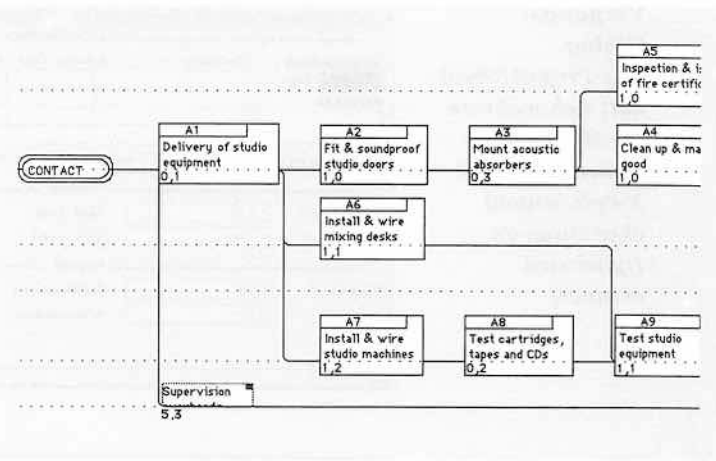 A5
Inspection & i
of fire certific
1,0
A1
Delivery of studio
equipment
0,1
A2
Fit & soundproof
studio doors
1,0
A3
Mount acoustic
absorbers
0,3
A4
Clean up & ma
good
1,0
CONTACT
A6
Install & wire
mixing desks
1,1
A7
Install & wire
studio machines
1,2
A8
Test cartridges,
tapes and CDs
0,2
A9
Test studio
equipment
1,1
Supervision
5,3